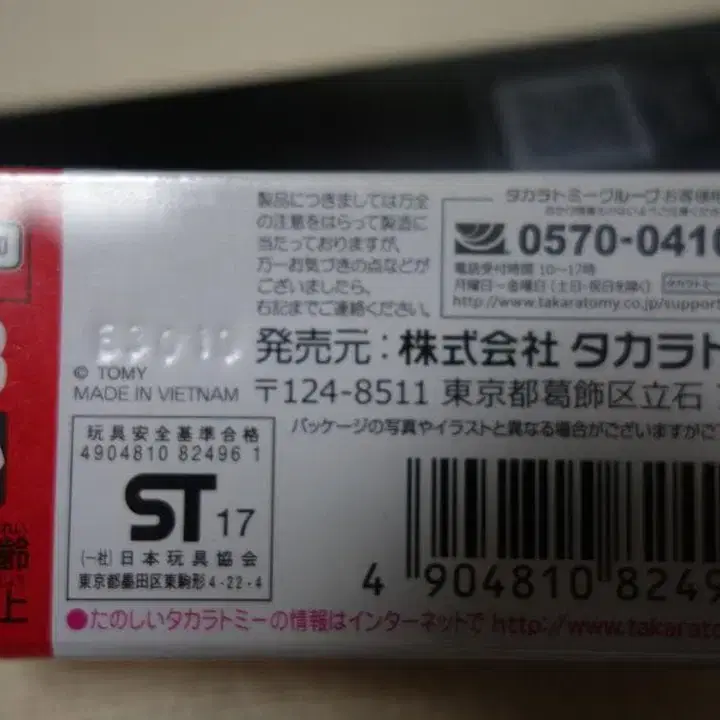 製品につきましては万全
の注意をはらって製造に
当たっておりますが、
万一お気づきの点などが
ございましたら、
右記までご連絡ください。
タカラトミーグループお客様
0570-0410
電話受付時間 10〜17時
月曜日〜金曜日(土日・祝日を除く)
http://www.takaratomy.co.jp/support
発売元:株式会社 タカラト
© TOMY
MADE IN VIETNAM
〒124-8511 東京都葛飾区立石
パッケージの写真やイラストと異なる場合がございますがご
玩具安全基準合格
4904810 82496 1
ST 17
(一社)日本玩具協会
東京都墨田区東駒形4-22-4
4 904810 8249
齢
上
●たのしいタカラトミーの情報はインターネットで http://www.takarato